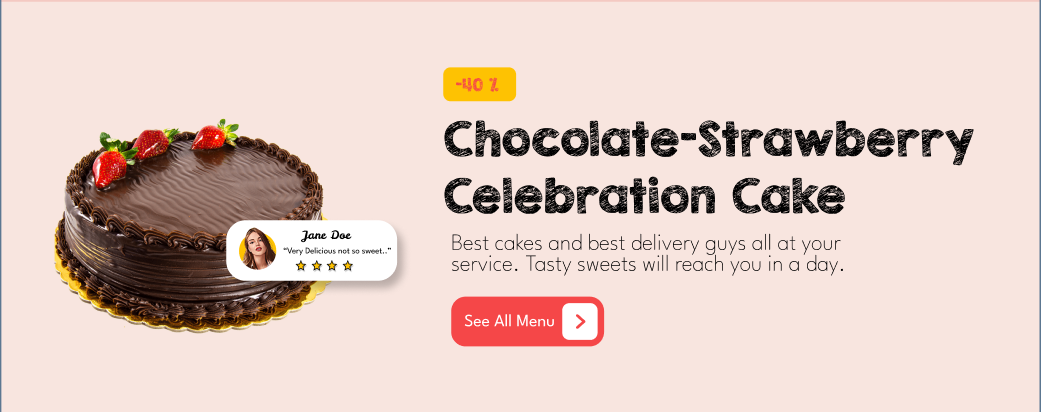 -40 %
Chocolate-Strawberry
Celebration Cake
Jane Doe
"Very Delicious not so sweet.."
Best cakes and best delivery guys all at your
service. Tasty sweets will reach you in a day.
See All Menu